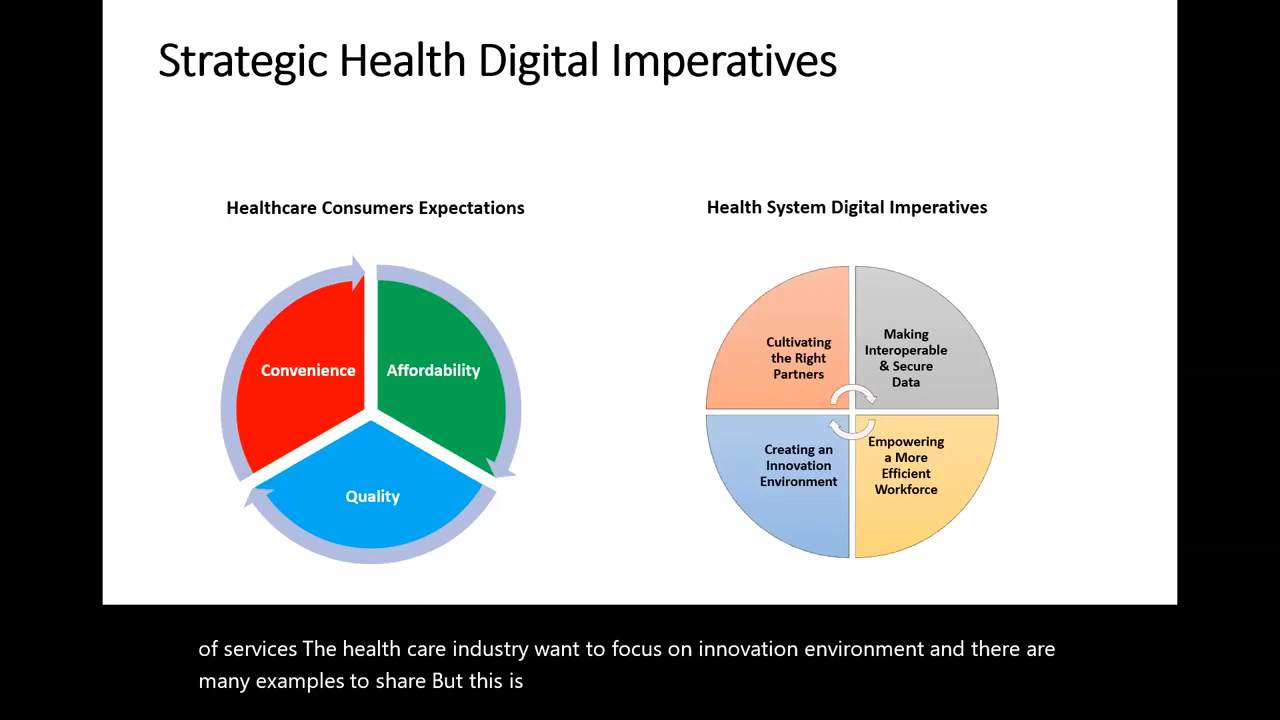 Strategic Health Digital Imperatives
Healthcare Consumers Expectations
Convenience
Affordability
Quality
Health System Digital Imperatives
Cultivating
the Right
Partners
Making
Interoperable
& Secure
Data
Creating an
Innovation
Environment
Empowering
a More
Efficient
Workforce
of services The health care industry want to focus on innovation environment and there are
many examples to share But this is